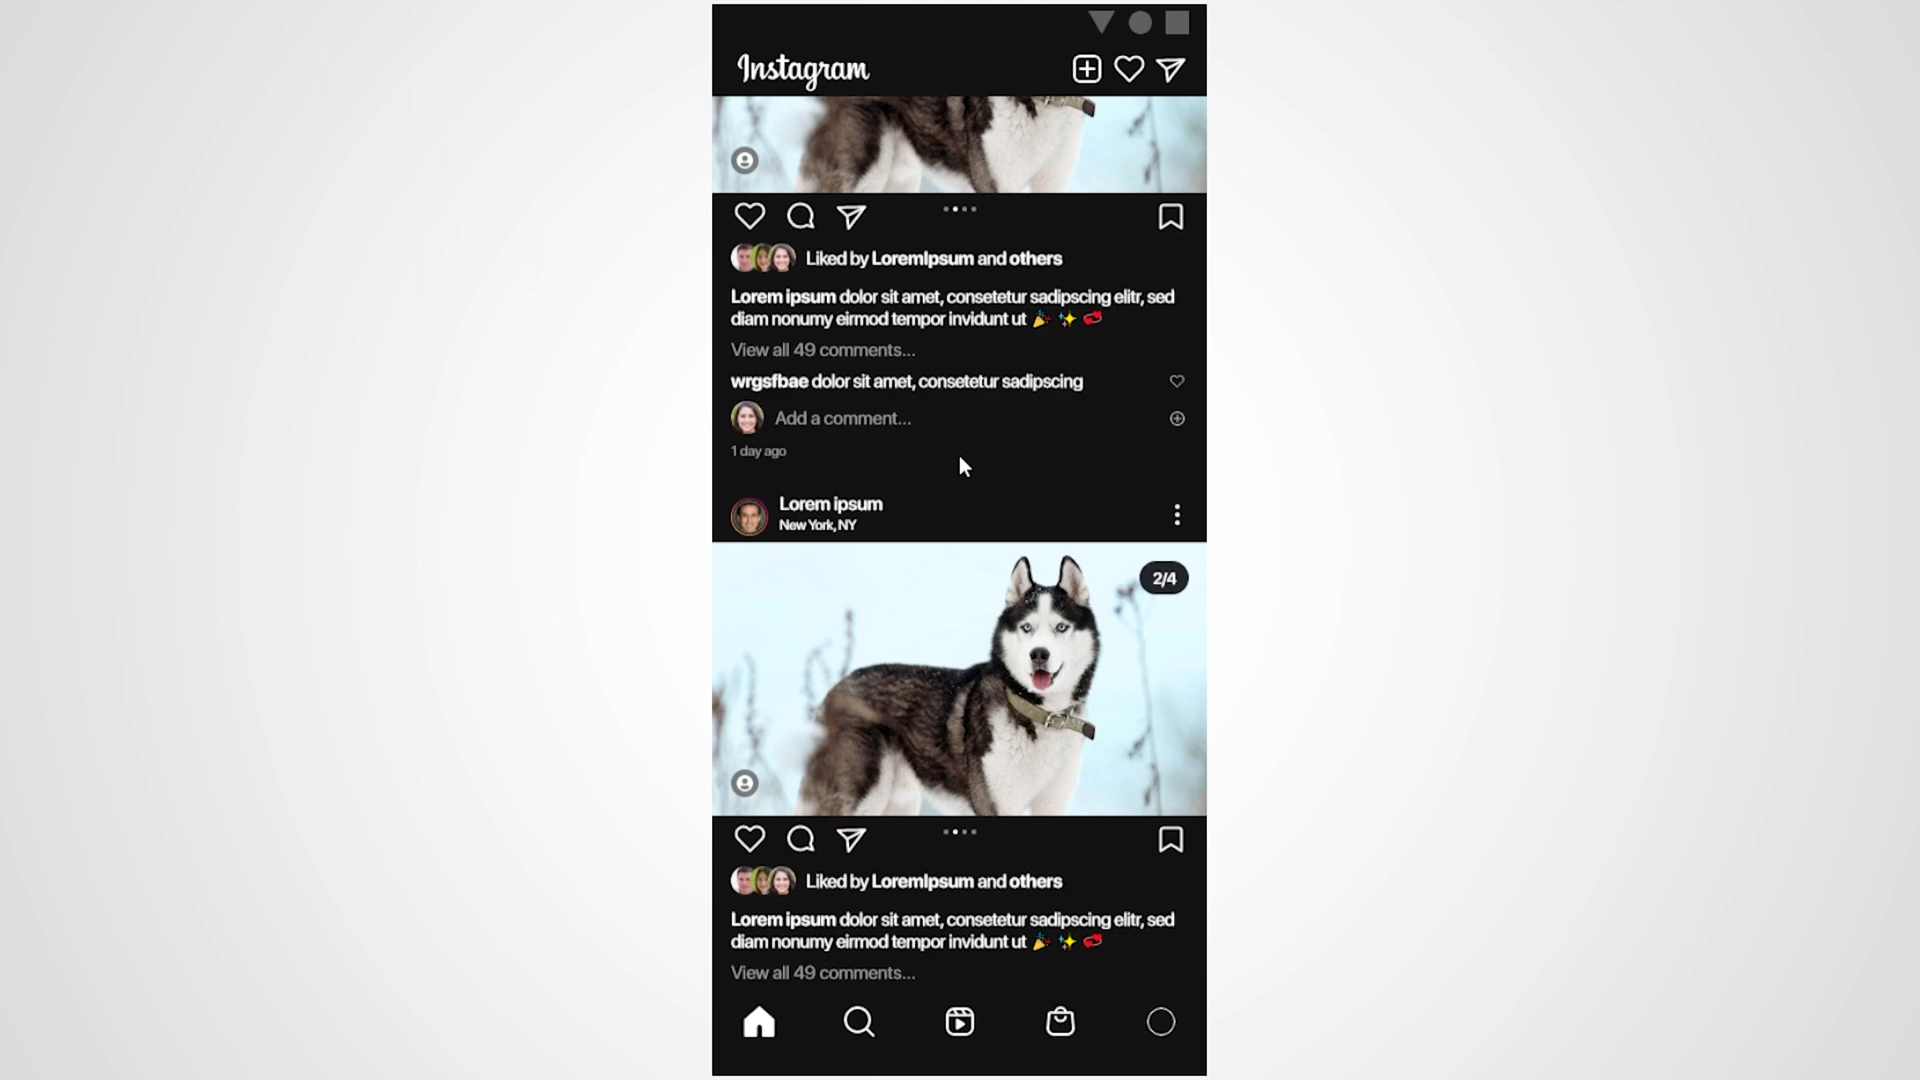 Instagram
Liked by LoremIpsum and others
Lorem ipsum dolor sit amet, consetetur sadipscing elitr, sed
diam nonumy eirmod tempor invidunt ut
View all 49 comments...
wrgsfbae dolor sit amet, consetetur sadipscing
Add a comment...
1 day ago
Lorem ipsum
New York, NY
2/4
Liked by LoremIpsum and others
Lorem ipsum dolor sit amet, consetetur sadipscing elitr, sed
diam nonumy eirmod tempor invidunt ut
View all 49 comments...